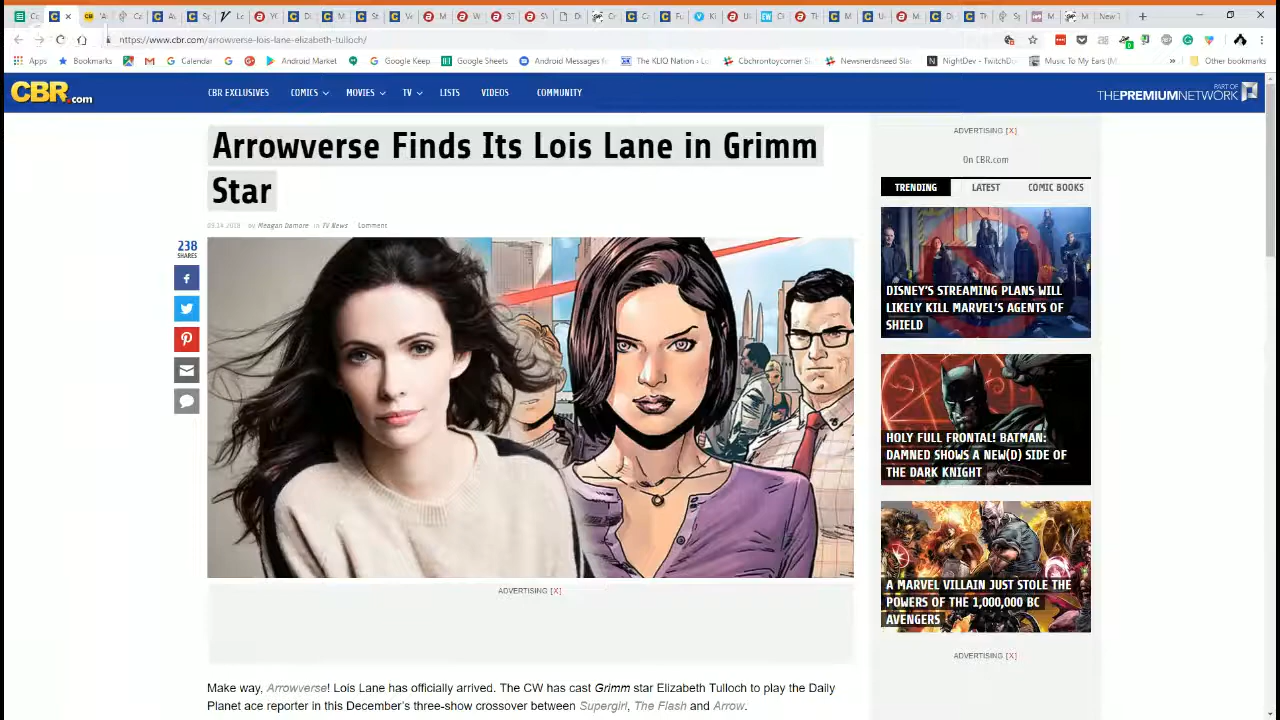 https://www.cbr.com/arrowverse-lois-lane-elizabeth-tulloch/
Apps Bookmarks Calendar Android Market Google Keep Google Sheets Android Messages The KLIQ Nation Cbchrontoycorner Newsnerdsneed NightDev - TwitchD Music To My Ears Other bookmarks
CBR.com
CBR EXCLUSIVES COMICS MOVIES TV LISTS VIDEOS COMMUNITY
PART OF
THEPREMIUMNETWORK
Arrowverse Finds Its Lois Lane in Grimm
Star
09.14.2018 by Meagan Damore in TV News Comment
238
SHARES
ADVERTISING [X]
Make way, Arrowverse! Lois Lane has officially arrived. The CW has cast Grimm star Elizabeth Tulloch to play the Daily
Planet ace reporter in this December's three-show crossover between Supergirl, The Flash and Arrow.
ADVERTISING [X]
On CBR.com
TRENDING LATEST COMIC BOOKS
DISNEY'S STREAMING PLANS WILL
LIKELY KILL MARVEL'S AGENTS OF
SHIELD
HOLY FULL FRONTAL! BATMAN:
DAMNED SHOWS A NEW(D) SIDE OF
THE DARK KNIGHT
A MARVEL VILLAIN JUST STOLE THE
POWERS OF THE 1,000,000 BC
AVENGERS
ADVERTISING [X]